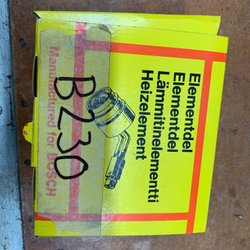 Elementdel
Elementdel
Lämmitinelementti
Heizelement
B230
Manufactured for BOSCH